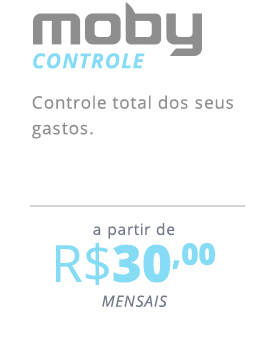 moby
CONTROLE
Controle total dos seus
gastos.
a partir de
R$30,00
MENSAIS